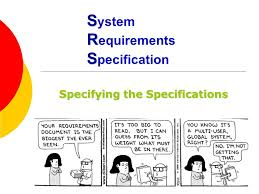 System
Requirements
Specification
Specifying the Specifications
YOUR REQUIREMENTS
DOCUMENT IS THE
BIGGEST I'VE EVER
SEEN.
IT'S TOO BIG TO
READ, BUT I CAN
GUESS FROM ITS
WEIGHT WHAT MUST
BE IN THERE.
YOU KNOW IT'S
A MULTI-USER,
GLOBAL SYSTEM,
RIGHT?
NO, I'M NOT
GETTING
THAT.